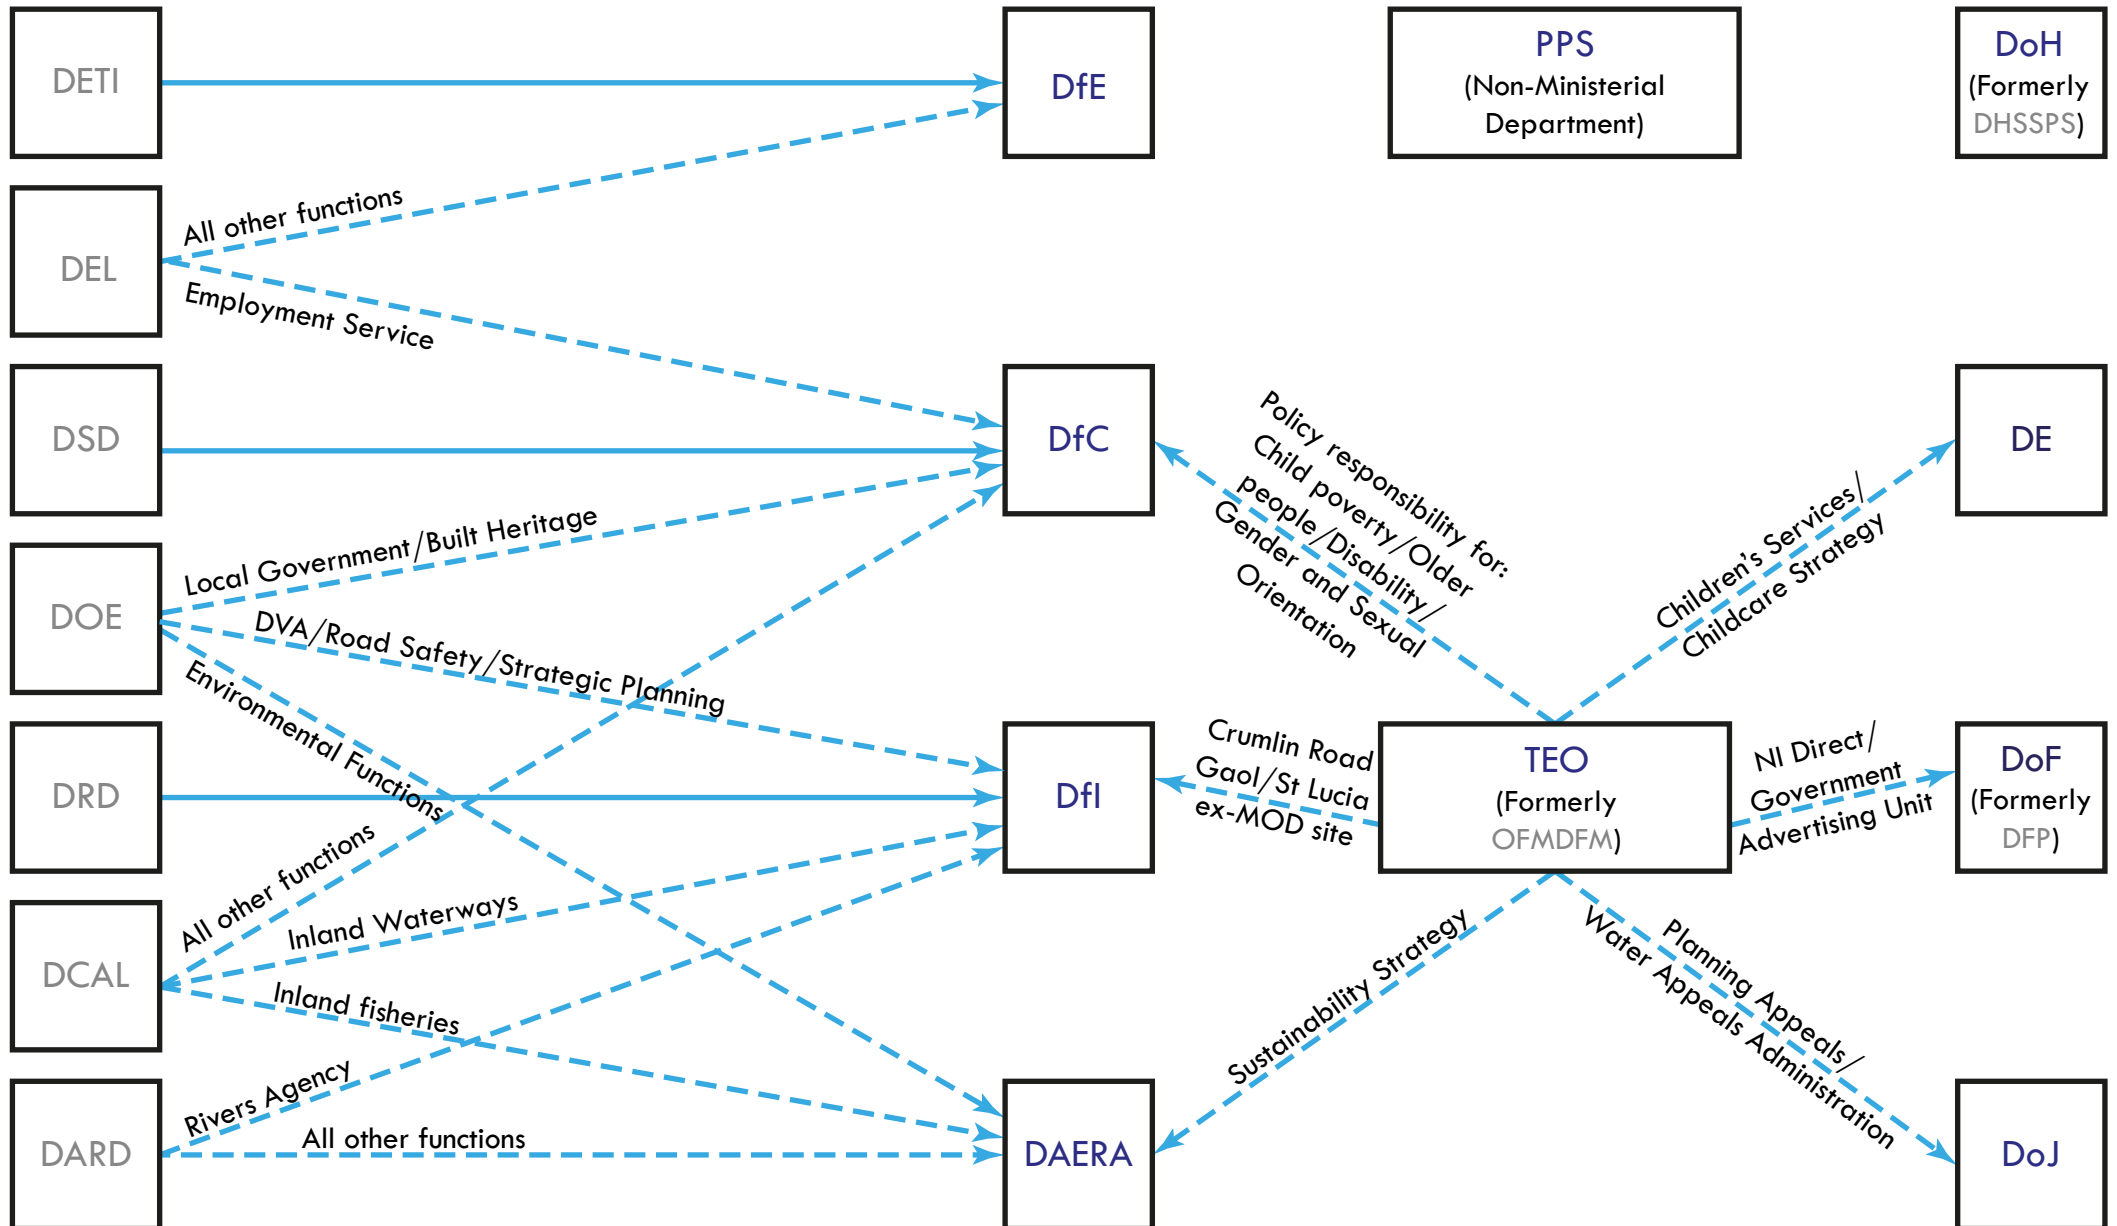 DETI
DfE
PPS
(Non-Ministerial
Department)
DoH
(Formerly
DHSSPS)
All other functions
DEL
Employment Service
DSD
DfC
Policy responsibility for:
Child poverty/Older
people/Disability/
Gender and Sexual
Orientation
Children's Services/
Childcare Strategy
DE
Local Government/Built Heritage
DOE
DVA/Road Safety/Strategic Planning
Environmental Functions
DRD
DfI
Crumlin Road
Gaol/St Lucia
ex-MOD site
TEO
(Formerly
OFMDFM)
NI Direct/
Government
Advertising Unit
DoF
(Formerly
DFP)
All other functions
Inland Waterways
DCAL
Inland fisheries
Sustainability Strategy
Planning Appeals/
Water Appeals Administration
Rivers Agency
All other functions
DARD
DAERA
DoJ